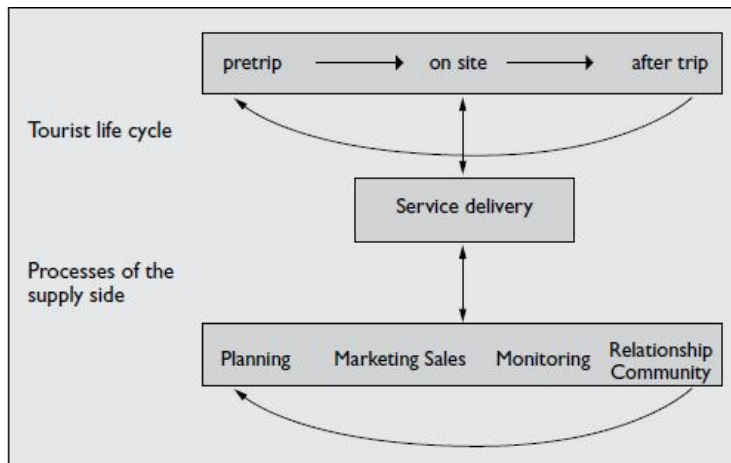 pretrip on site after trip
Tourist life cycle
Service delivery
Processes of the
supply side
Planning Marketing Sales Monitoring Relationship
Community